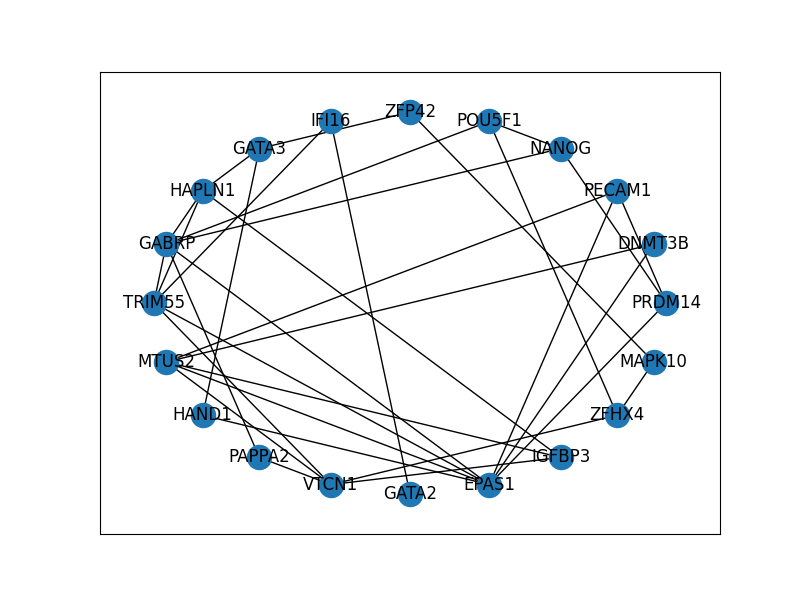 ZFP42
IFI16
POU5F1
GATA3
NANOG
HAPLN1
PECAM1
GABRP
DNMT3B
TRIM55
PRDM14
MTUS2
MAPK10
HAND1
ZFHX4
PAPPA2
IGFBP3
VTCN1
EPAS1
GATA2